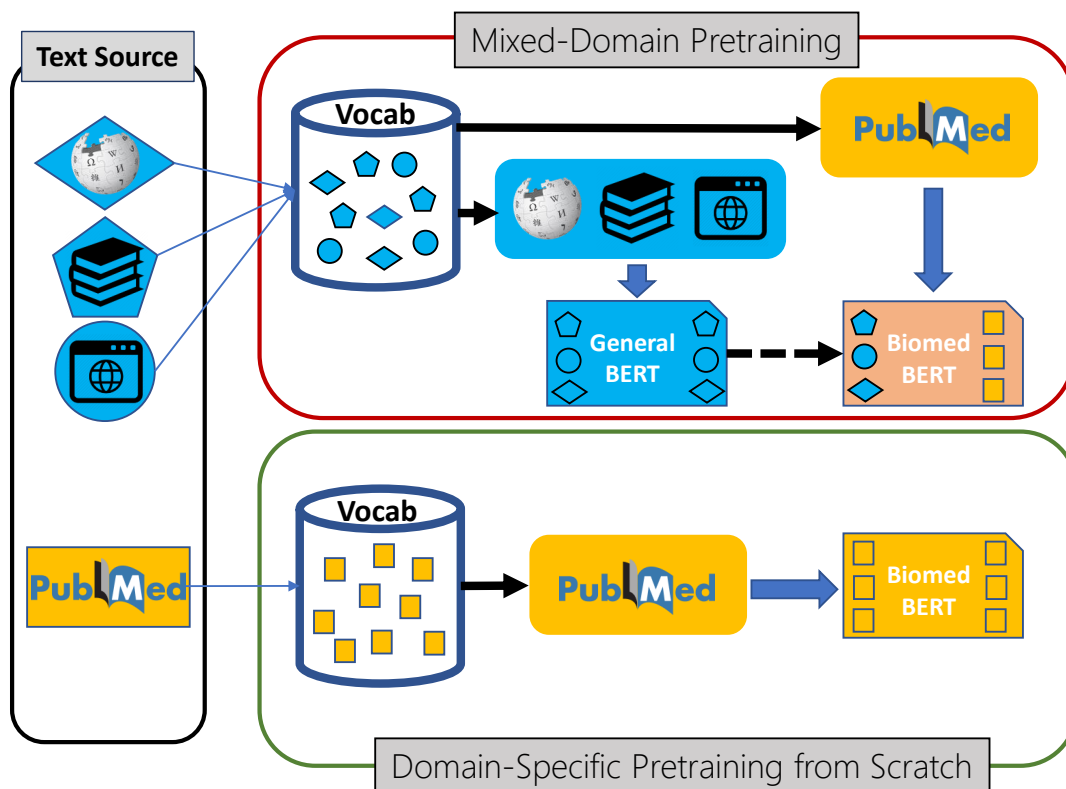 Text Source
Mixed-Domain Pretraining
Vocab
PubMed
General
BERT
Biomed
BERT
PubMed
Vocab
PubMed
Biomed
BERT
Domain-Specific Pretraining from Scratch